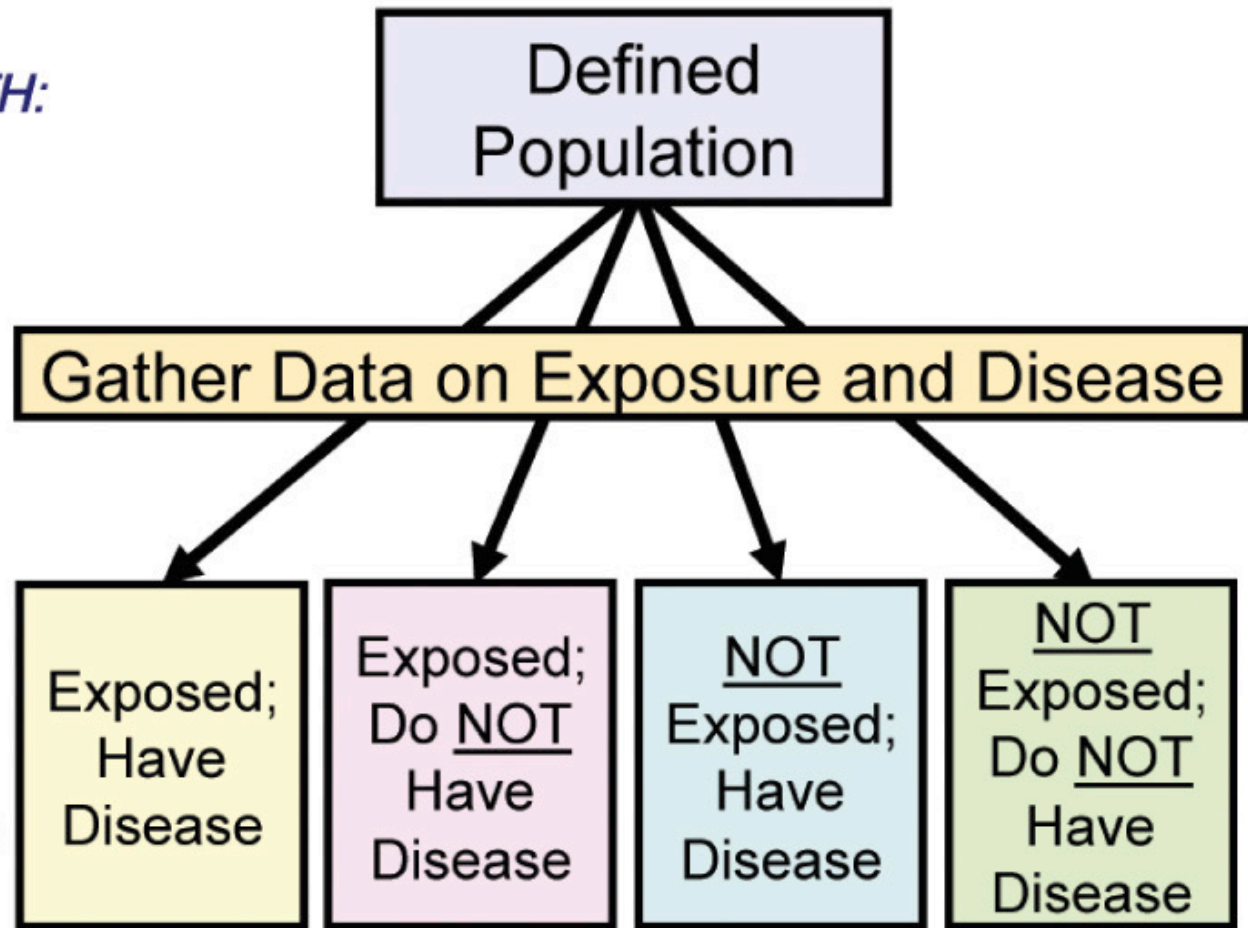 TH:
Defined
Population
Gather Data on Exposure and Disease
Exposed;
Have
Disease
Exposed;
Do NOT
Have
Disease
NOT
Exposed;
Have
Disease
NOT
Exposed;
Do NOT
Have
Disease